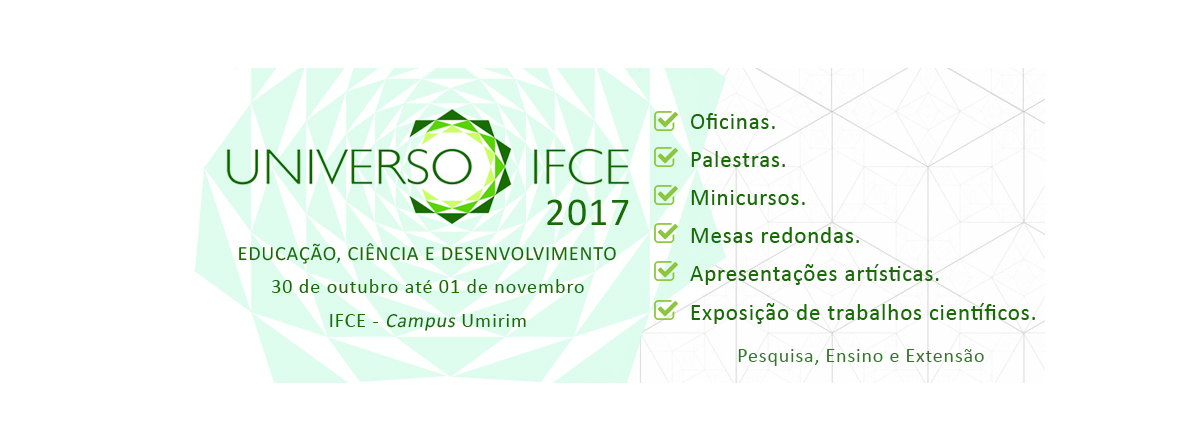 UNIVERSO IFCE
2017
EDUCAÇÃO, CIÊNCIA E DESENVOLVIMENTO
30 de outubro até 01 de novembro
IFCE - Campus Umirim
Oficinas.
Palestras.
Minicursos.
Mesas redondas.
Apresentações artísticas.
Exposição de trabalhos científicos.
Pesquisa, Ensino e Extensão